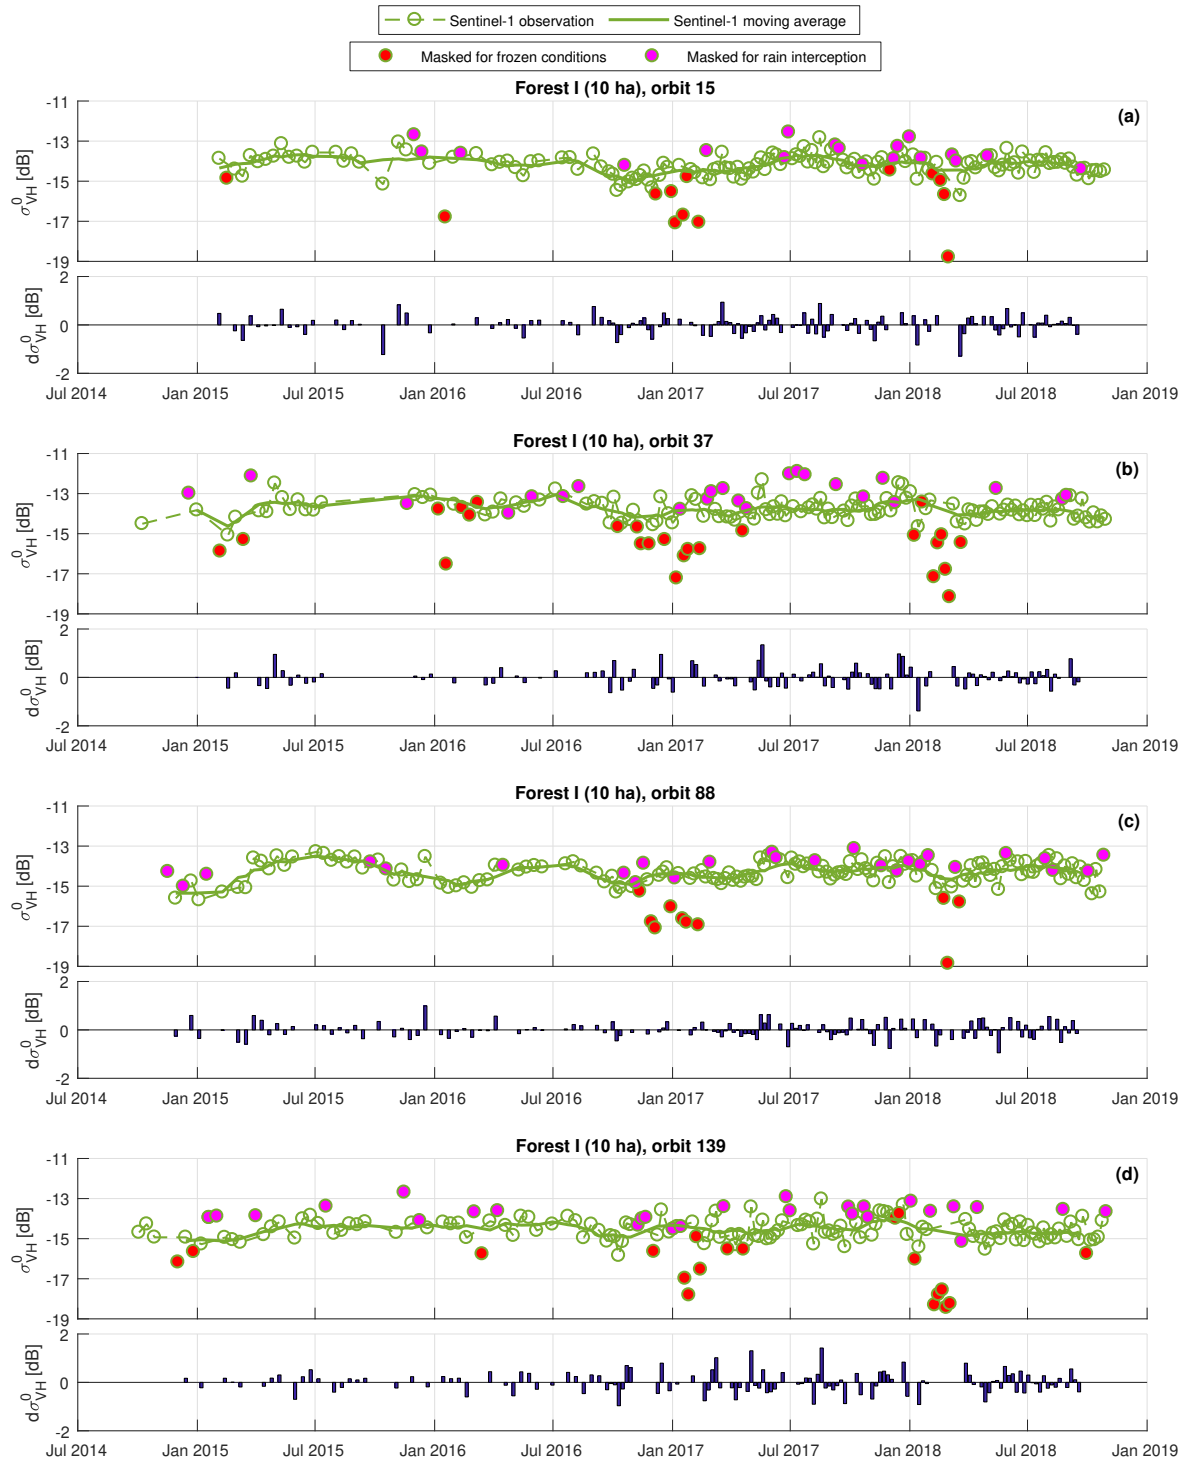 Sentinel-1 observation Sentinel-1 moving average
Masked for frozen conditions Masked for rain interception
Forest I (10 ha), orbit 15
(a)
-11
-13
-15
-17
-19
σ⁰VH [dB]
2
0
-2
dσ⁰VH [dB]
Jul 2014 Jan 2015 Jul 2015 Jan 2016 Jul 2016 Jan 2017 Jul 2017 Jan 2018 Jul 2018 Jan 2019
Forest I (10 ha), orbit 37
(b)
-11
-13
-15
-17
-19
σ⁰VH [dB]
2
0
-2
dσ⁰VH [dB]
Jul 2014 Jan 2015 Jul 2015 Jan 2016 Jul 2016 Jan 2017 Jul 2017 Jan 2018 Jul 2018 Jan 2019
Forest I (10 ha), orbit 88
(c)
-11
-13
-15
-17
-19
σ⁰VH [dB]
2
0
-2
dσ⁰VH [dB]
Jul 2014 Jan 2015 Jul 2015 Jan 2016 Jul 2016 Jan 2017 Jul 2017 Jan 2018 Jul 2018 Jan 2019
Forest I (10 ha), orbit 139
(d)
-11
-13
-15
-17
-19
σ⁰VH [dB]
2
0
-2
dσ⁰VH [dB]
Jul 2014 Jan 2015 Jul 2015 Jan 2016 Jul 2016 Jan 2017 Jul 2017 Jan 2018 Jul 2018 Jan 2019